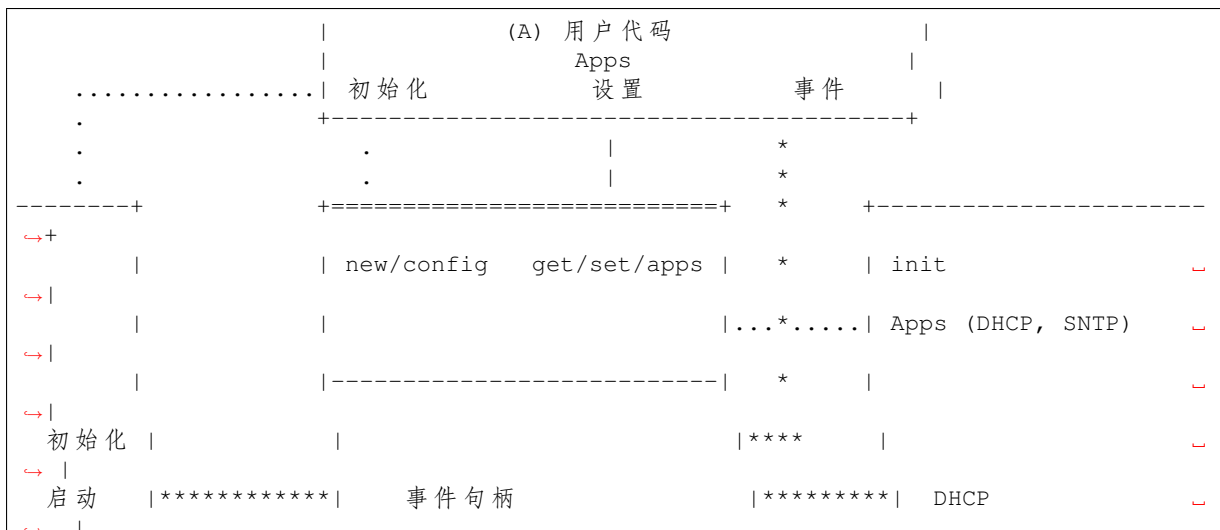 |            (A) 用户代码                 |
                     |                 Apps                   |
    .................| 初始化           设置          事件       |
    .                +----------------------------------------+
    .                   .                |           *
    .                   .                |           *
--------+            +===========================+   *     +-----------------------
↪+
        |            | new/config   get/set/apps |   *     | init                       ␣
↪|
        |            |                           |...*.....| Apps (DHCP, SNTP)     ␣
↪|
        |            |---------------------------|   *     |                       ␣
↪|
  初始化 |            |                           |****     |                       ␣
↪ |
  启动   |************|    事件句柄                |*********|  DHCP                 ␣
↪ |